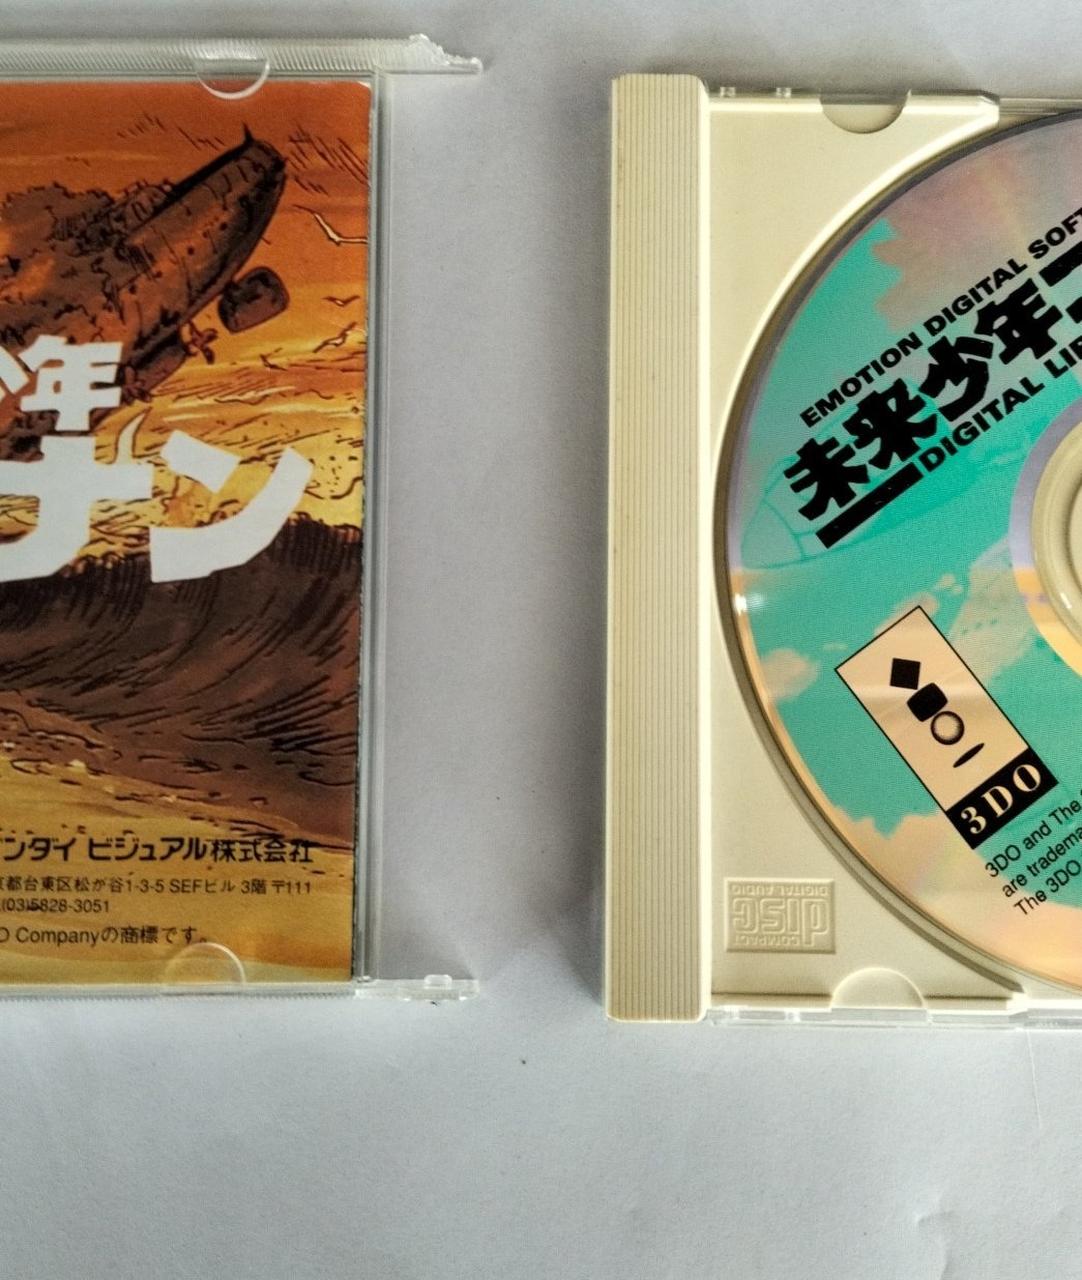 少年
ナン
ンダイ ビジュアル株式会社
京都台東区松が谷1-3-5 SEFビル 3階 〒111
(03)5828-3051
O Companyの商標です。
EMOTION DIGITAL SOFT
未来少年コ
DIGITAL LIB
3DO
3DO and The
are tradema
The 3DO
COMPACT
disc
DIGITAL AUDIO